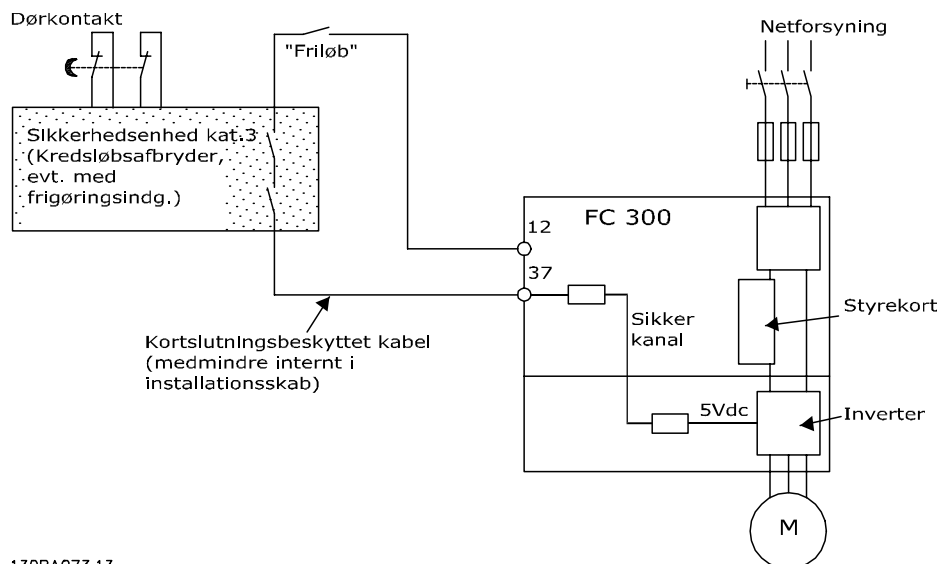 Dørkontakt
"Friløb"
Netforsyning
Sikkerhedsenhed kat.3
(Kredsløbsafbryder,
evt. med
frigøringsindg.)
FC 300
12
37
Sikker
kanal
Styrekort
Kortslutningsbeskyttet kabel
(medmindre internt i
installationsskab)
5Vdc
Inverter
M